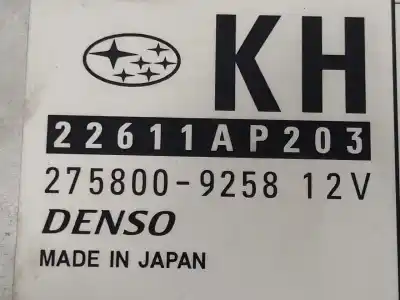 KH
22611AP203
275800-9258 12V
DENSO
MADE IN JAPAN